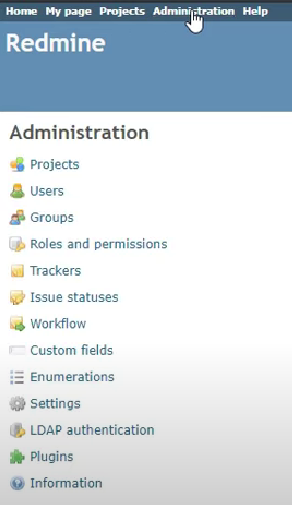 Home My page Projects Administration Help
Redmine
Administration
Projects
Users
Groups
Roles and permissions
Trackers
Issue statuses
Workflow
Custom fields
Enumerations
Settings
LDAP authentication
Plugins
Information